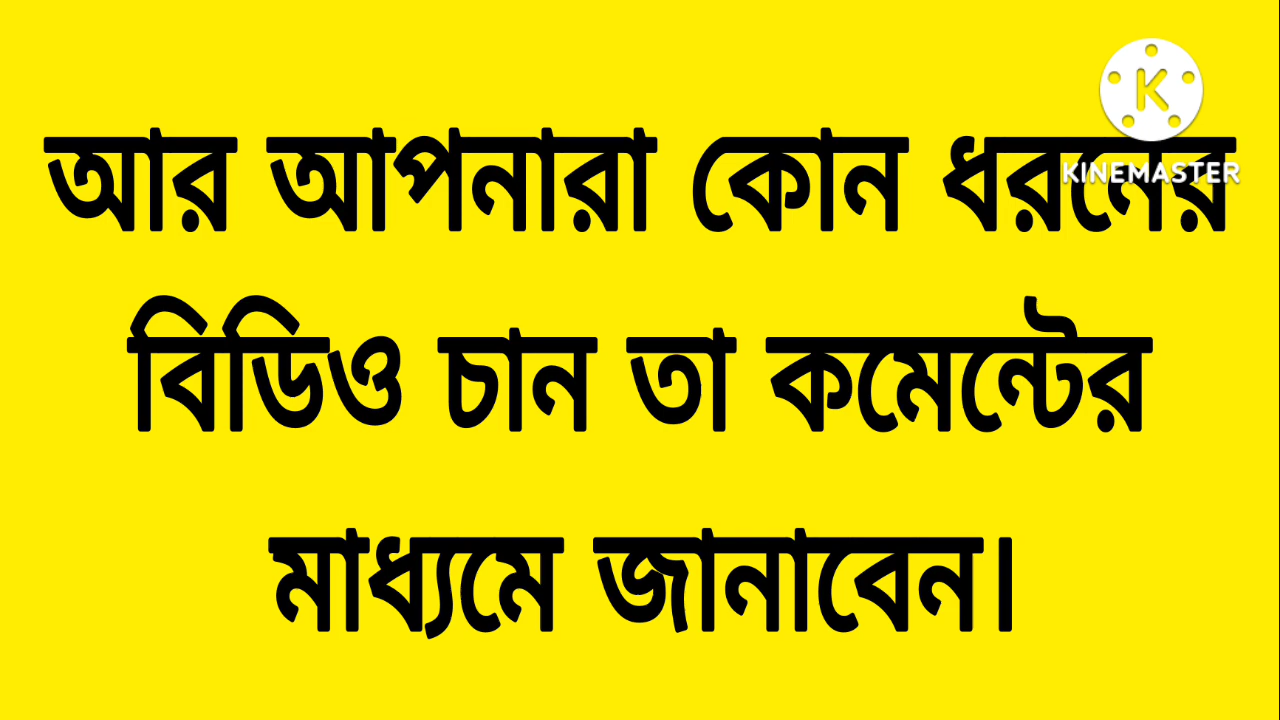 আর আপনারা কোন ধরনের
বিডিও চান তা কমেন্টের
মাধ্যমে জানাবেন।
K
KINEMASTER